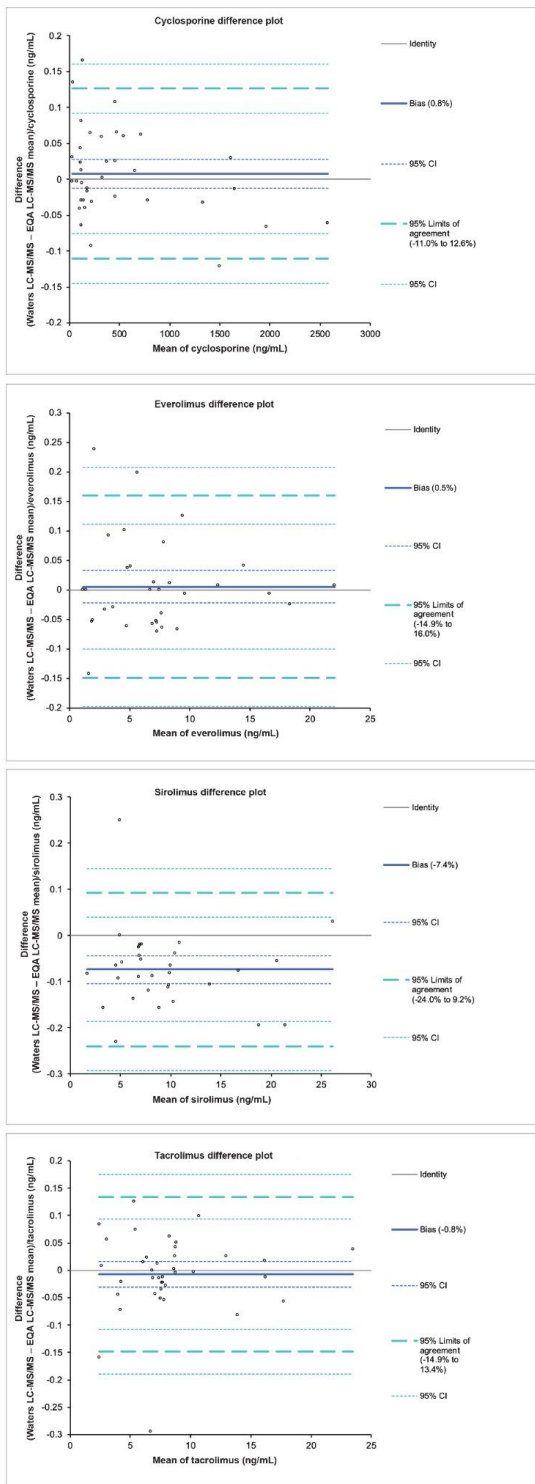 Cyclosporine difference plot
Difference
(Waters LC-MS/MS – EQA LC-MS/MS mean)/cyclosporine (ng/mL)
0.2
0.15
0.1
0.05
0
-0.05
-0.1
-0.15
-0.2
0 500 1000 1500 2000 2500 3000
Mean of cyclosporine (ng/mL)
Identity
Bias (0.8%)
95% CI
95% Limits of
agreement
(-11.0% to 12.6%)
95% CI
Everolimus difference plot
Difference
(Waters LC-MS/MS – EQA LC-MS/MS mean)/everolimus (ng/mL)
0.3
0.25
0.2
0.15
0.1
0.05
0
-0.05
-0.1
-0.15
-0.2
0 5 10 15 20 25
Mean of everolimus (ng/mL)
Identity
Bias (0.5%)
95% CI
95% Limits of
agreement
(-14.9% to
16.0%)
95% CI
Sirolimus difference plot
Difference
(Waters LC-MS/MS – EQA LC-MS/MS mean)/sirolimus (ng/mL)
0.3
0.2
0.1
0
-0.1
-0.2
-0.3
0 5 10 15 20 25 30
Mean of sirolimus (ng/mL)
Identity
Bias (-7.4%)
95% CI
95% Limits of
agreement
(-24.0% to 9.2%)
95% CI
Tacrolimus difference plot
Difference
(Waters LC-MS/MS – EQA LC-MS/MS mean)/tacrolimus (ng/mL)
0.2
0.15
0.1
0.05
0
-0.05
-0.1
-0.15
-0.2
-0.25
-0.3
0 5 10 15 20 25
Mean of tacrolimus (ng/mL)
Identity
Bias (-0.8%)
95% CI
95% Limits of
agreement
(-14.9% to
13.4%)
95% CI